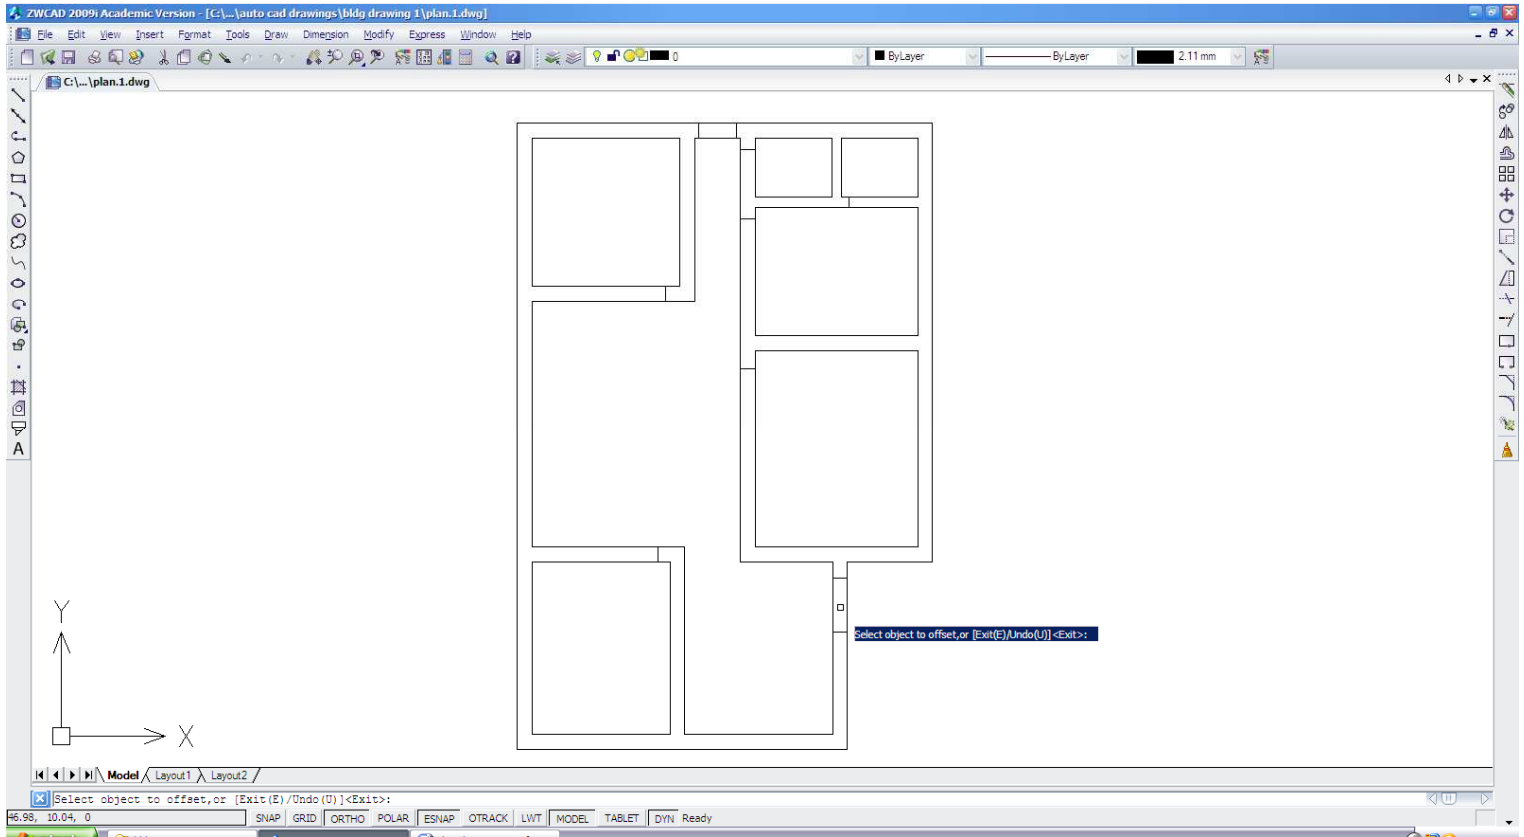 ZWCAD 2009i Academic Version - [C:\...\auto cad drawings\bldg drawing 1\plan.1.dwg]
File Edit View Insert Format Tools Draw Dimension Modify Express Window Help
0 ByLayer ByLayer 2.11 mm
C:\...\plan.1.dwg
A
Select object to offset,or [Exit(E)/Undo(U)]<Exit>:
Y
X
Model Layout1 Layout2
Select object to offset,or [Exit(E)/Undo(U)]<Exit>:
46.98, 10.04, 0 SNAP GRID ORTHO POLAR ESNAP OTRACK LWT MODEL TABLET DYN Ready